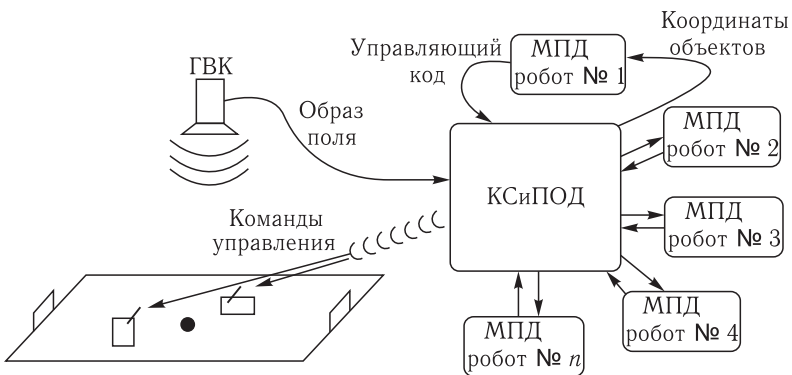 ГВК
Образ
поля
Управляющий
код
МПД
робот № 1
Координаты
объектов
МПД
робот № 2
КСиПОД
МПД
робот № 3
Команды
управления
МПД
робот № 4
МПД
робот № n